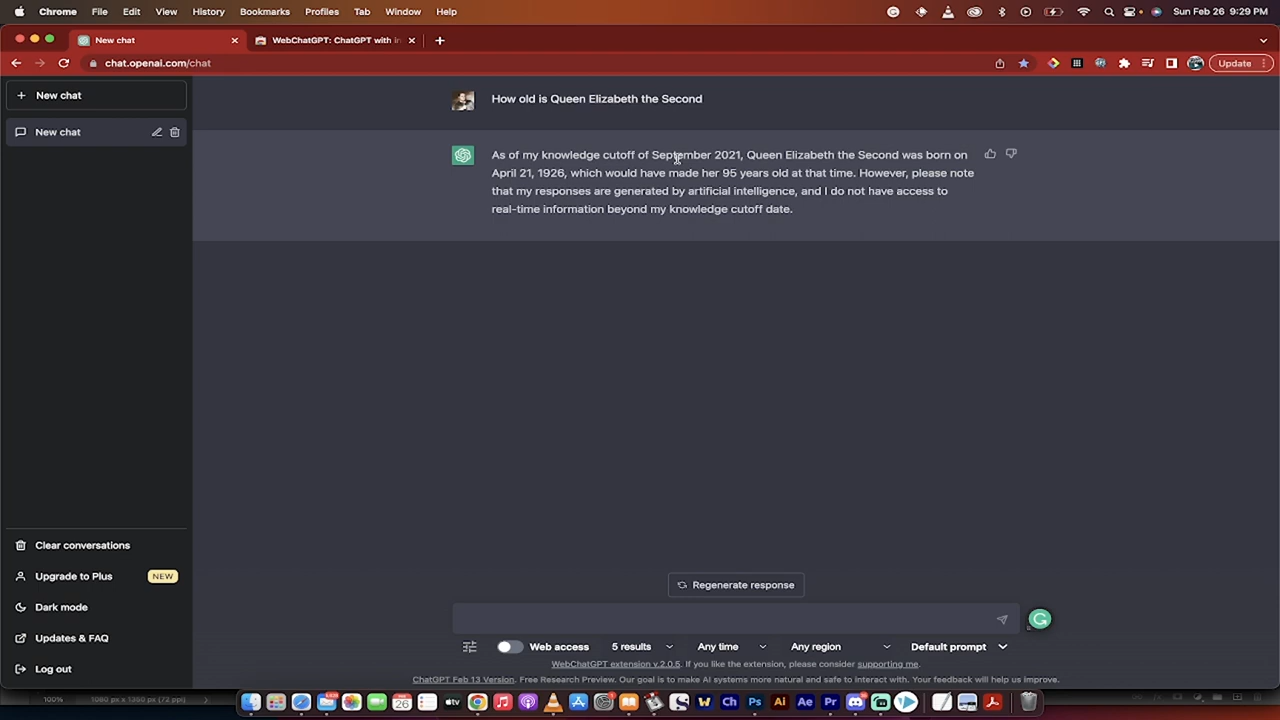 Chrome File Edit View History Bookmarks Profiles Tab Window Help Sun Feb 26 9:29 PM
New chat WebChatGPT: ChatGPT with in
chat.openai.com/chat Update
New chat
New chat
How old is Queen Elizabeth the Second
As of my knowledge cutoff of September 2021, Queen Elizabeth the Second was born on
April 21, 1926, which would have made her 95 years old at that time. However, please note
that my responses are generated by artificial intelligence, and I do not have access to
real-time information beyond my knowledge cutoff date.
Clear conversations
Upgrade to Plus NEW
Dark mode
Updates & FAQ
Log out
Regenerate response
Web access 5 results Any time Any region Default prompt
WebChatGPT extension v.2.0.5. If you like the extension, please consider supporting me.
ChatGPT Feb 13 Version. Free Research Preview. Our goal is to make AI systems more natural and safe to interact with. Your feedback will help us improve.
100% 1080 px x 1350 px (72 ppi)